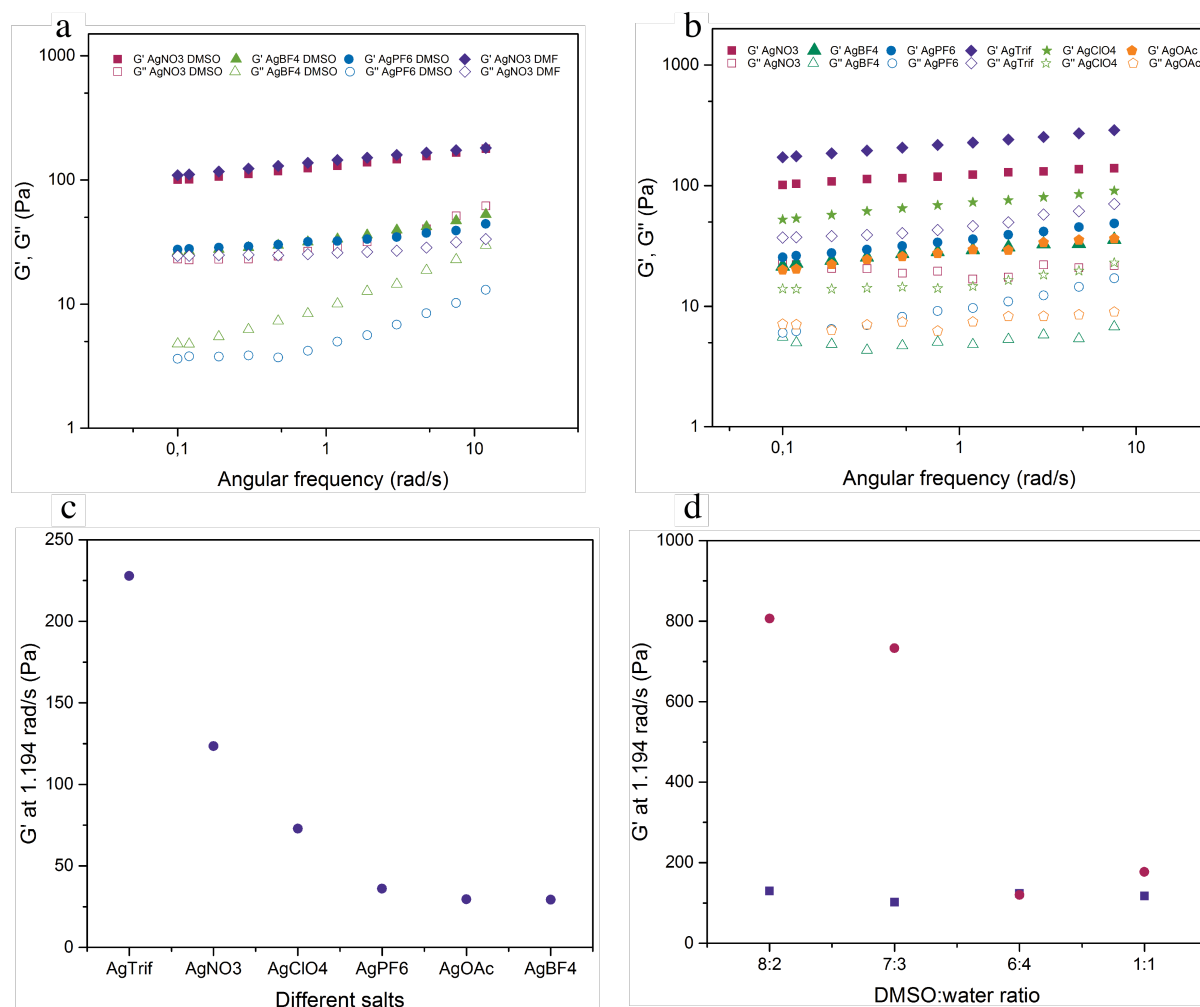 a
1000
100
10
1
G' AgNO3 DMSO G' AgBF4 DMSO G' AgPF6 DMSO G' AgNO3 DMF
G'' AgNO3 DMSO G'' AgBF4 DMSO G'' AgPF6 DMSO G'' AgNO3 DMF
G', G'' (Pa)
0,1 1 10
Angular frequency (rad/s)
b
1000
100
10
1
G' AgNO3 G' AgBF4 G' AgPF6 G' AgTrif G' AgClO4 G' AgOAc
G'' AgNO3 G'' AgBF4 G'' AgPF6 G'' AgTrif G'' AgClO4 G'' AgOAc
G', G'' (Pa)
0,1 1 10
Angular frequency (rad/s)
c
250
200
150
100
50
0
G' at 1.194 rad/s (Pa)
AgTrif AgNO3 AgClO4 AgPF6 AgOAc AgBF4
Different salts
d
1000
800
600
400
200
0
G' at 1.194 rad/s (Pa)
8:2 7:3 6:4 1:1
DMSO:water ratio